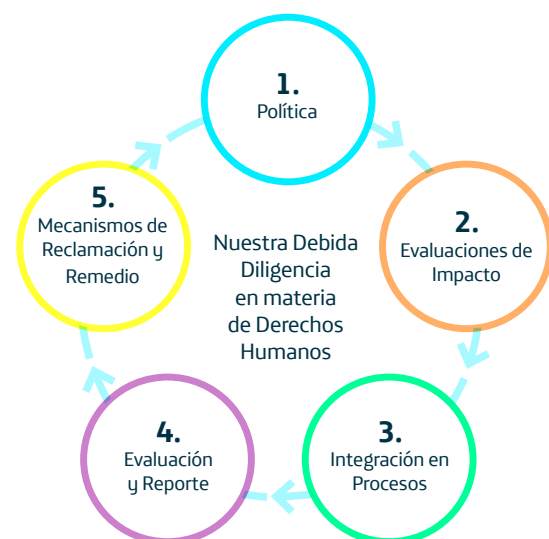 1.
Política
2.
Evaluaciones de
Impacto
3.
Integración en
Procesos
4.
Evaluación
y Reporte
5.
Mecanismos de
Reclamación y
Remedio
Nuestra Debida
Diligencia
en materia
de Derechos
Humanos